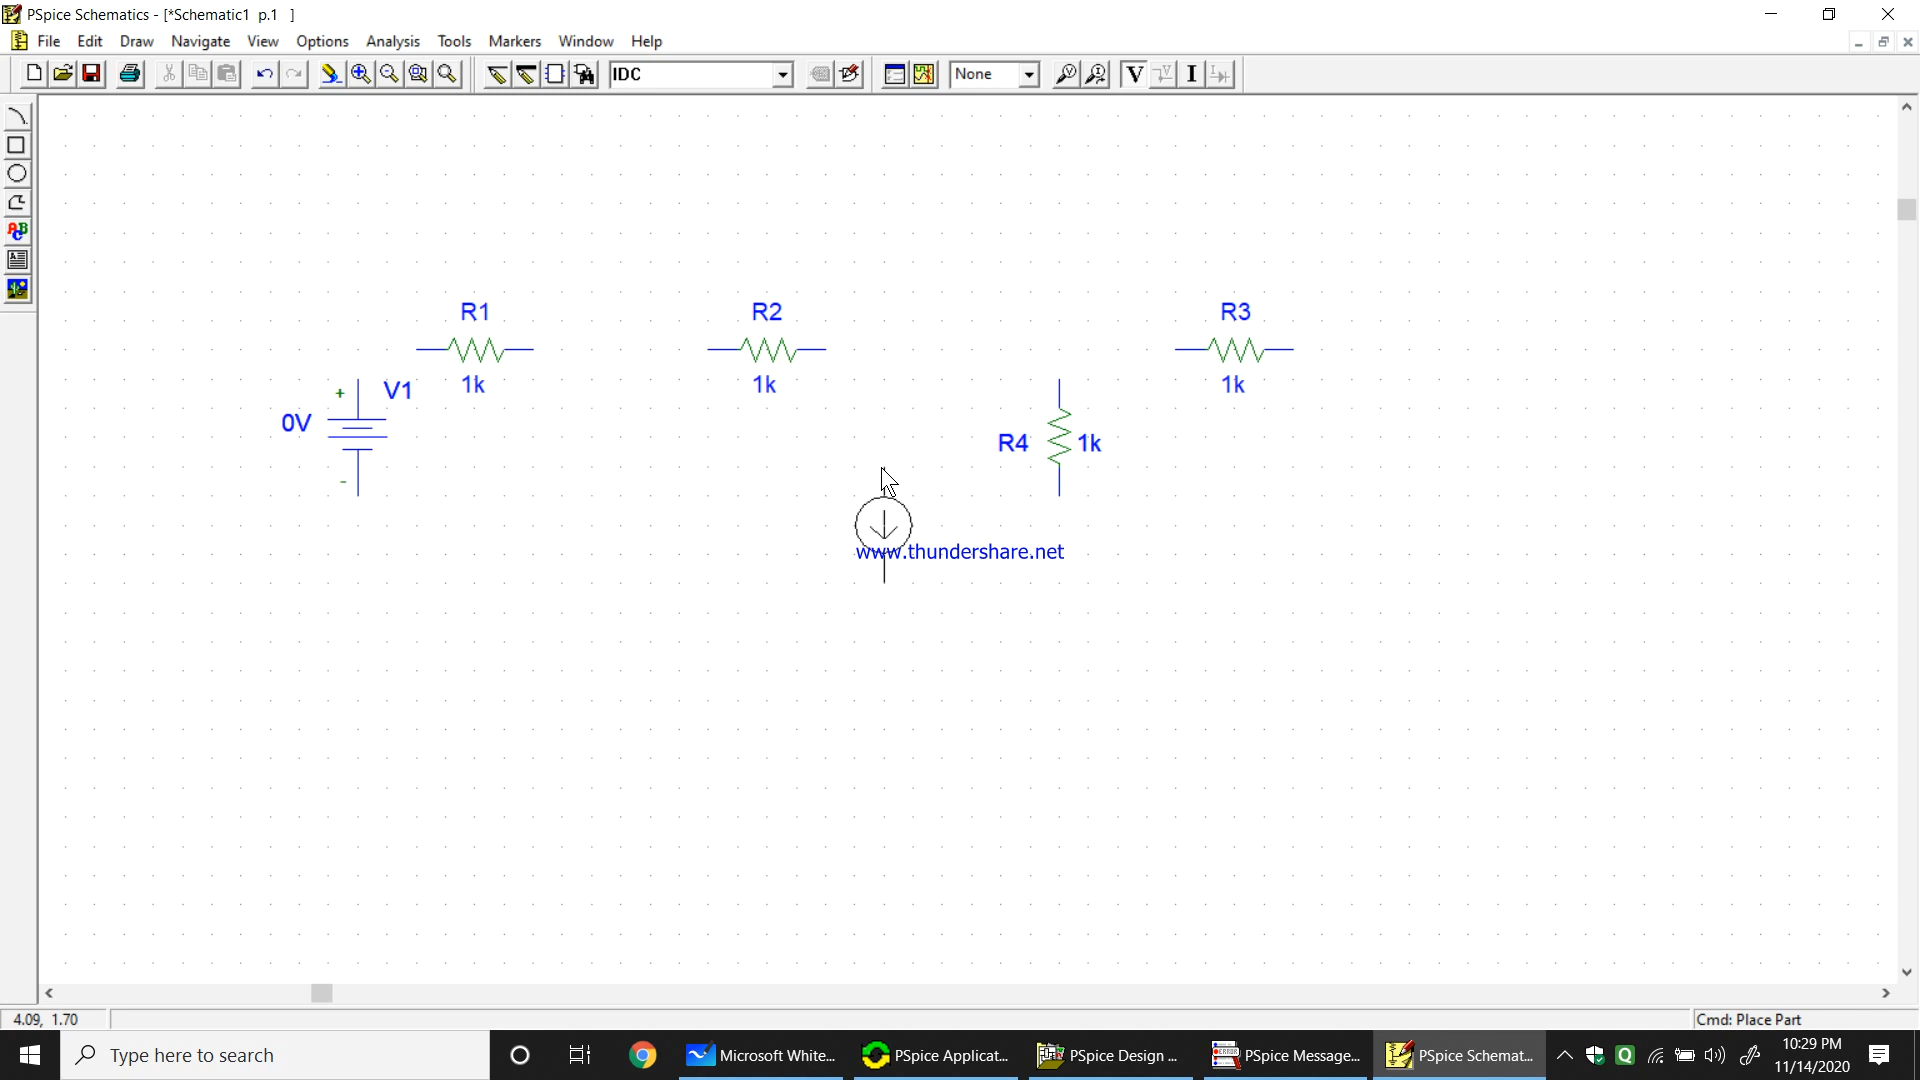 PSpice Schematics - [*Schematic1 p.1 ]
File Edit Draw Navigate View Options Analysis Tools Markers Window Help
IDC None V I
ABC
R1 R2 R3
1k 1k 1k
+ V1
0V
R4 1k
-
www.thundershare.net
4.09, 1.70 Cmd: Place Part
Type here to search Microsoft White... PSpice Applicat... PSpice Design ... PSpice Message... PSpice Schemat... 10:29 PM
11/14/2020